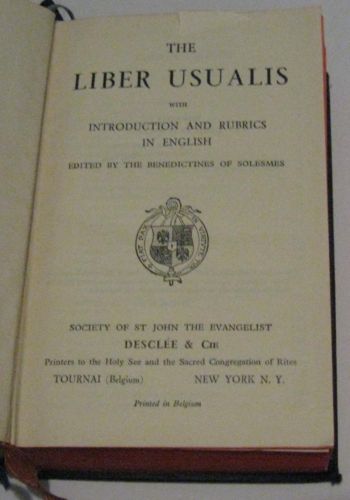 THE
LIBER USUALIS
WITH
INTRODUCTION AND RUBRICS
IN ENGLISH
EDITED BY THE BENEDICTINES OF SOLESMES
SOCIETY OF ST JOHN THE EVANGELIST
DESCLÉE & CIE
Printers to the Holy See and the Sacred Congregation of Rites
TOURNAI (Belgium) NEW YORK N. Y.
Printed in Belgium